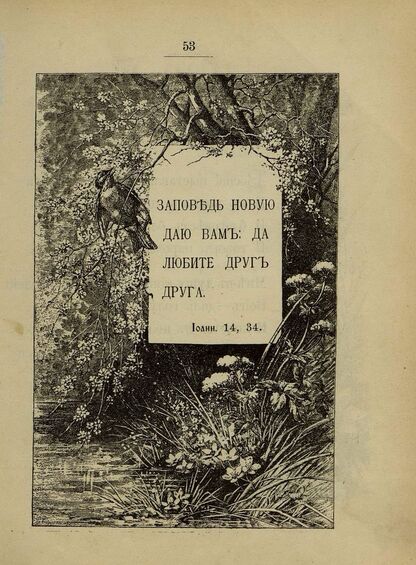 53
ЗАПОВѢДЬ НОВУЮ
ДАЮ ВАМЪ: ДА
ЛЮБИТЕ ДРУГЪ
ДРУГА.
Іоанн. 14, 34.